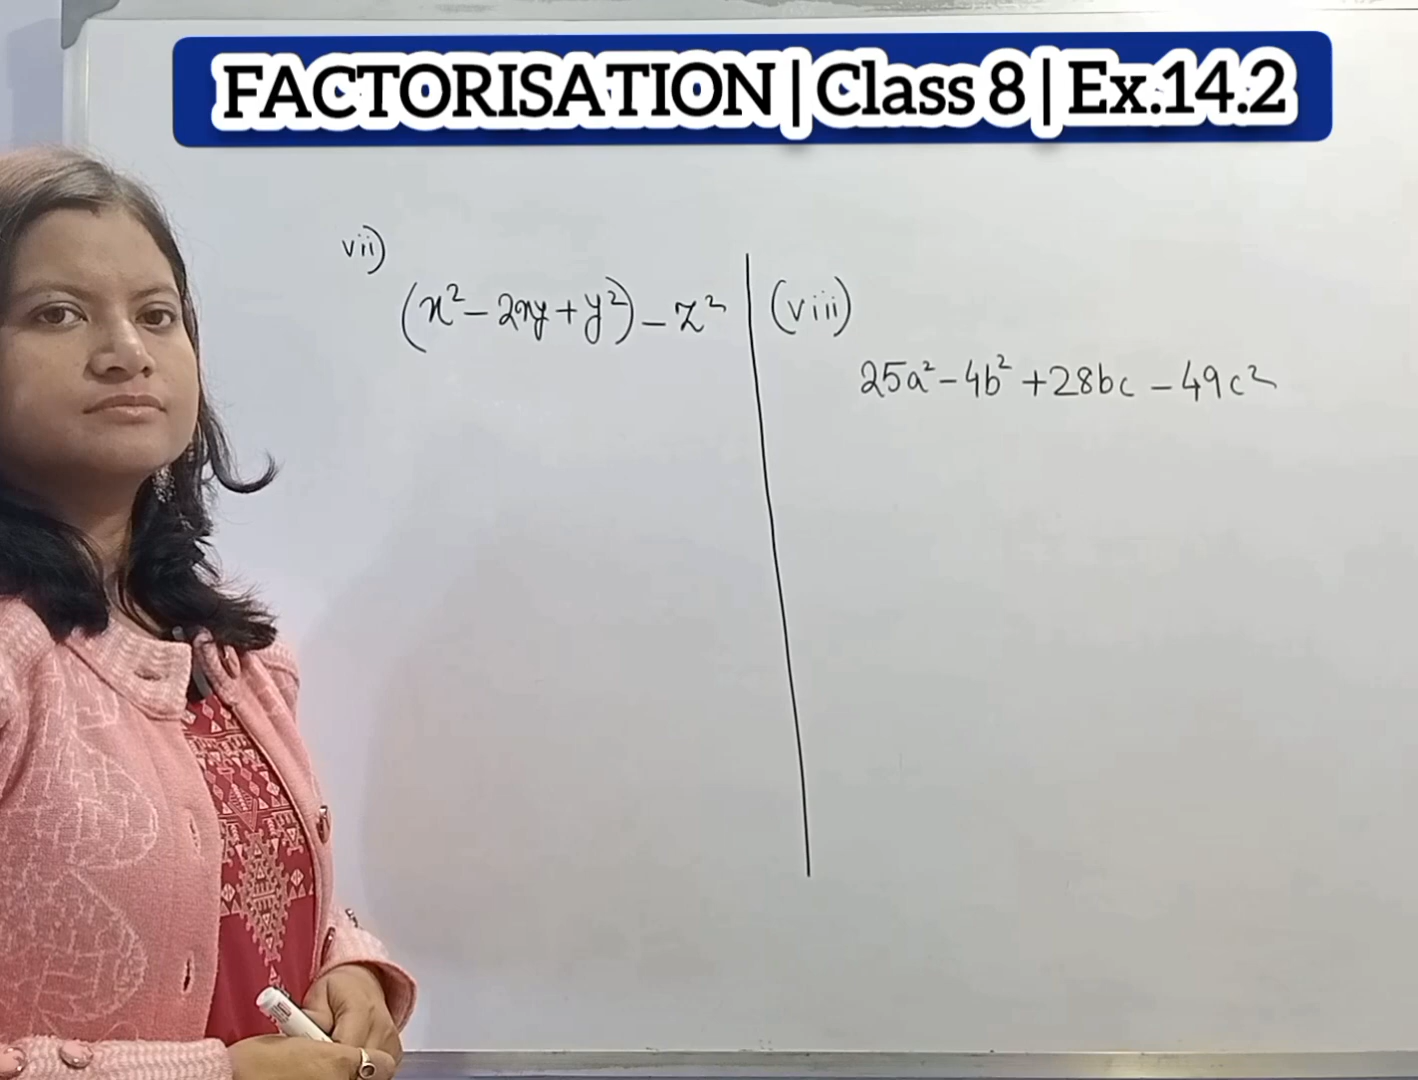 FACTORISATION | Class 8 | Ex.14.2
vii)
(x² - 2xy + y²) - z²
(viii)
25a² - 4b² + 28bc - 49c²